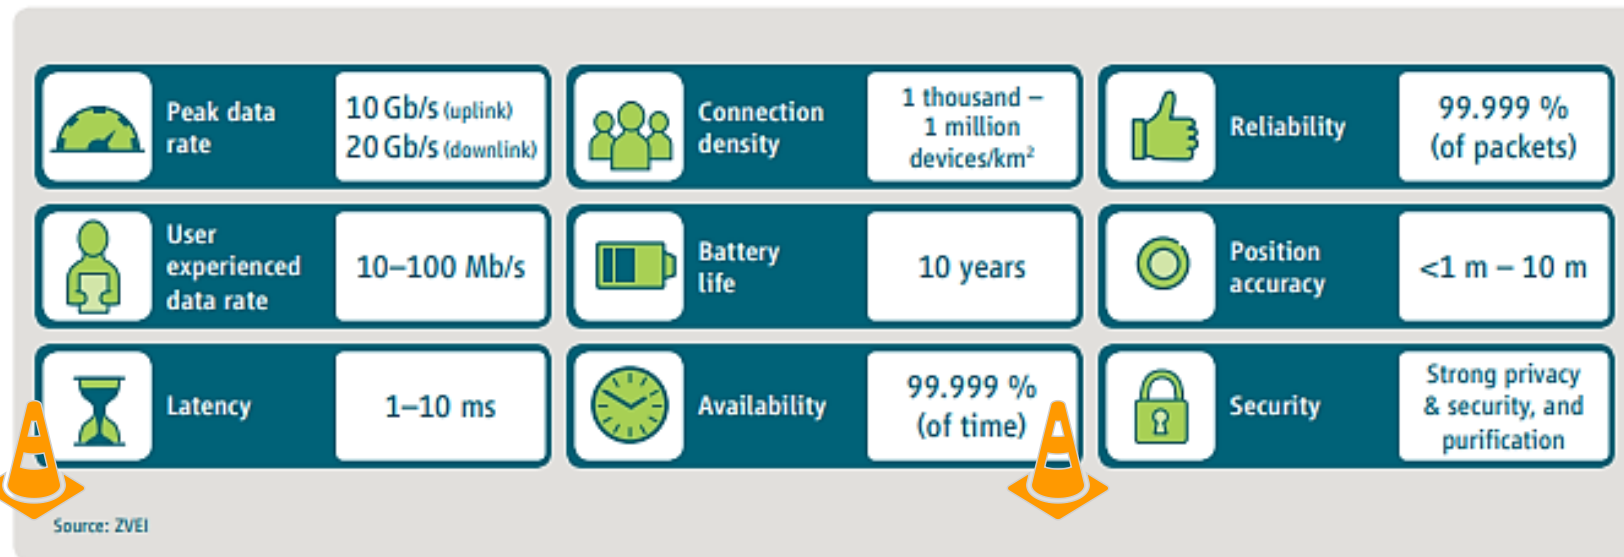 Peak data
rate
10 Gb/s (uplink)
20 Gb/s (downlink)
Connection
density
1 thousand –
1 million
devices/km²
Reliability
99.999 %
(of packets)
User
experienced
data rate
10–100 Mb/s
Battery
life
10 years
Position
accuracy
<1 m – 10 m
Latency
1–10 ms
Availability
99.999 %
(of time)
Security
Strong privacy
& security, and
purification
Source: ZVEI